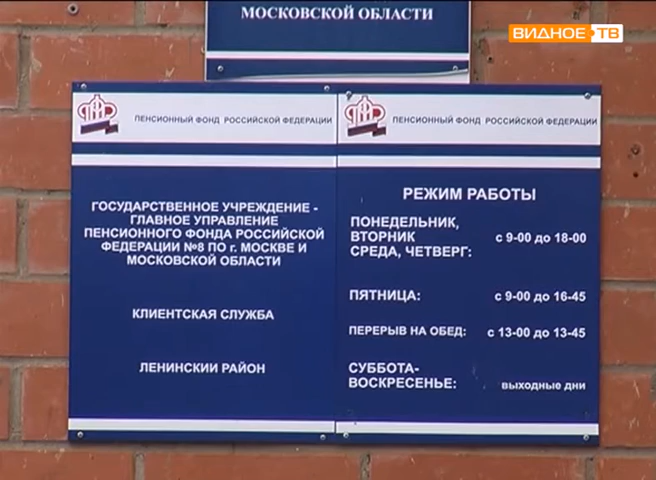 МОСКОВСКОЙ ОБЛАСТИ
ВИДНОЕ ТВ
ПЕНСИОННЫЙ ФОНД РОССИЙСКОЙ ФЕДЕРАЦИИ
ГОСУДАРСТВЕННОЕ УЧРЕЖДЕНИЕ -
ГЛАВНОЕ УПРАВЛЕНИЕ
ПЕНСИОННОГО ФОНДА РОССИЙСКОЙ
ФЕДЕРАЦИИ №8 ПО г. МОСКВЕ И
МОСКОВСКОЙ ОБЛАСТИ
КЛИЕНТСКАЯ СЛУЖБА
ЛЕНИНСКИЙ РАЙОН
ПЕНСИОННЫЙ ФОНД РОССИЙСКОЙ ФЕДЕРАЦИИ
РЕЖИМ РАБОТЫ
ПОНЕДЕЛЬНИК,
ВТОРНИК
СРЕДА, ЧЕТВЕРГ: с 9-00 до 18-00
ПЯТНИЦА: с 9-00 до 16-45
ПЕРЕРЫВ НА ОБЕД: с 13-00 до 13-45
СУББОТА-
ВОСКРЕСЕНЬЕ: выходные дни